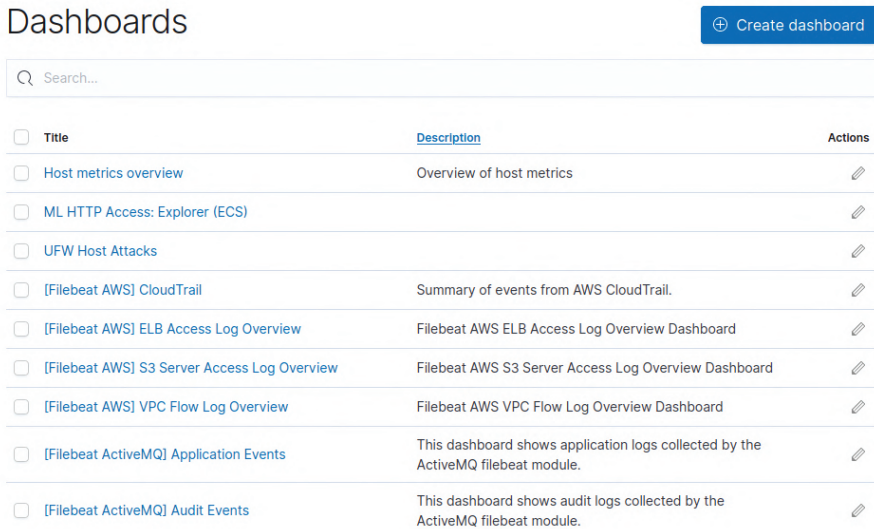 Dashboards
Create dashboard
Search...
Title Description Actions
Host metrics overview Overview of host metrics
ML HTTP Access: Explorer (ECS)
UFW Host Attacks
[Filebeat AWS] CloudTrail Summary of events from AWS CloudTrail.
[Filebeat AWS] ELB Access Log Overview Filebeat AWS ELB Access Log Overview Dashboard
[Filebeat AWS] S3 Server Access Log Overview Filebeat AWS S3 Server Access Log Overview Dashboard
[Filebeat AWS] VPC Flow Log Overview Filebeat AWS VPC Flow Log Overview Dashboard
[Filebeat ActiveMQ] Application Events This dashboard shows application logs collected by the
ActiveMQ filebeat module.
[Filebeat ActiveMQ] Audit Events This dashboard shows audit logs collected by the
ActiveMQ filebeat module.